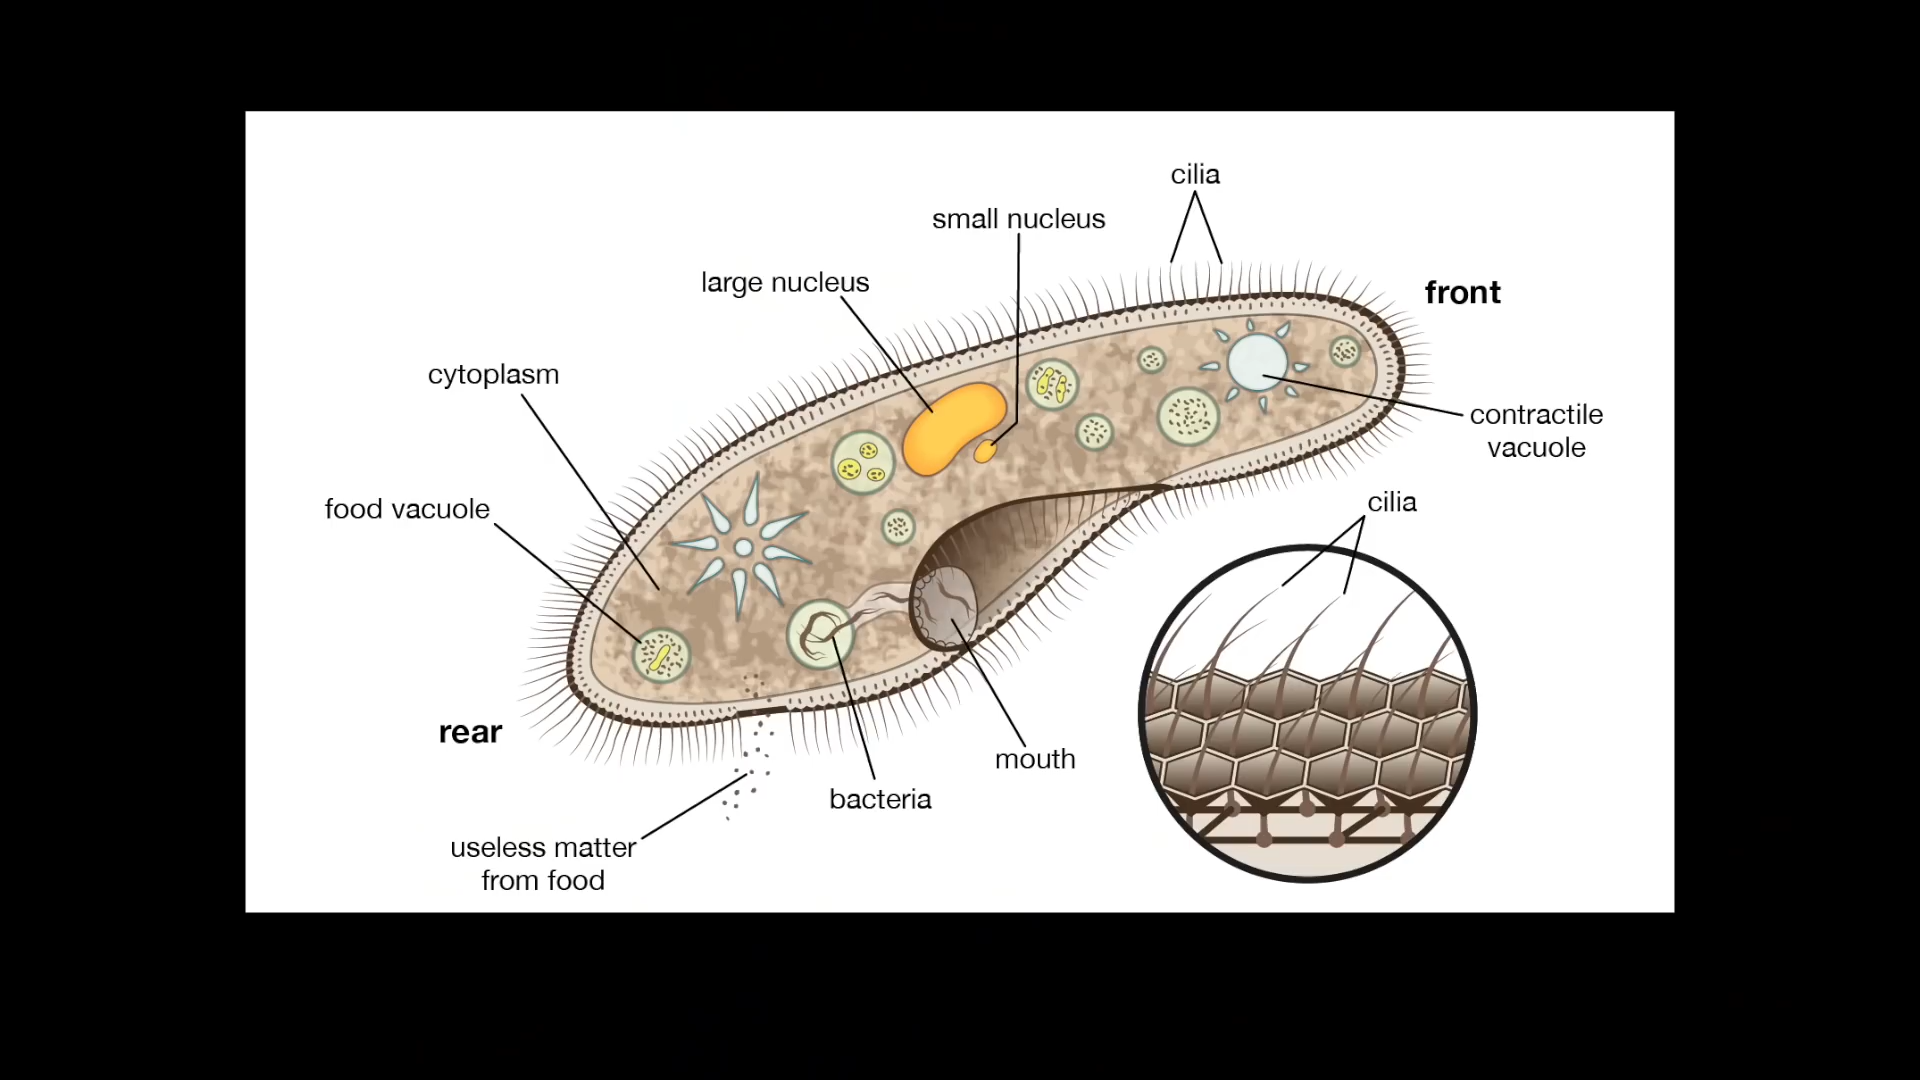 cilia
small nucleus
large nucleus
front
cytoplasm
contractile
vacuole
cilia
food vacuole
rear
mouth
bacteria
useless matter
from food